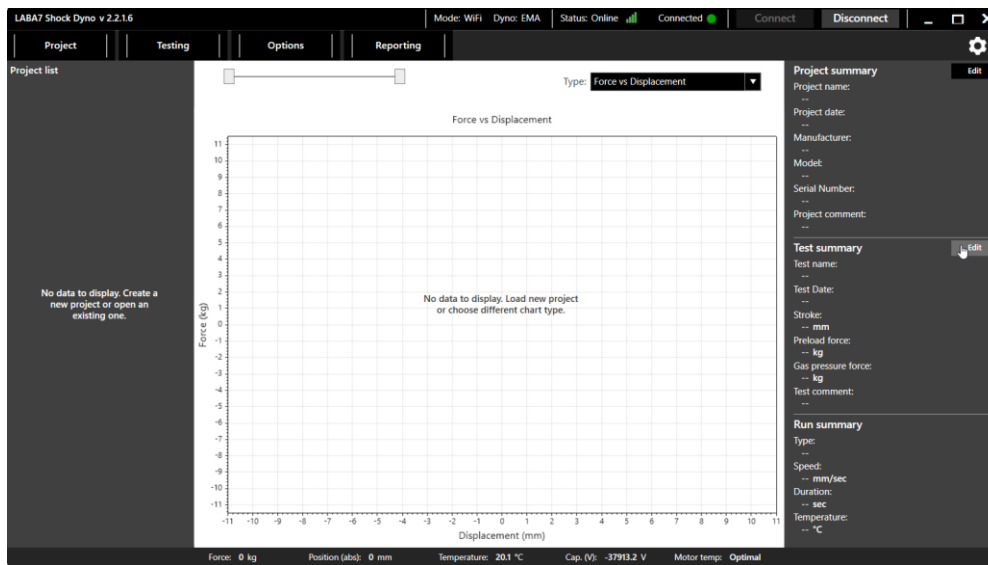 LABA7 Shock Dyno v 2.2.1.6
Mode: WiFi Dyno: EMA Status: Online Connected Connect Disconnect
Project Testing Options Reporting
Project list
No data to display. Create a
new project or open an
existing one.
Type: Force vs Displacement
Force vs Displacement
Force (kg)
11
10
9
8
7
6
5
4
3
2
1
0
-1
-2
-3
-4
-5
-6
-7
-8
-9
-10
-11
No data to display. Load new project
or choose different chart type.
-11 -10 -9 -8 -7 -6 -5 -4 -3 -2 -1 0 1 2 3 4 5 6 7 8 9 10 11
Displacement (mm)
Project summary Edit
Project name:
--
Project date:
--
Manufacturer:
--
Model:
--
Serial Number:
--
Project comment:
--
Test summary Edit
Test name:
--
Test Date:
--
Stroke:
-- mm
Preload force:
-- kg
Gas pressure force:
-- kg
Test comment:
--
Run summary
Type:
--
Speed:
-- mm/sec
Duration:
-- sec
Temperature:
-- °C
Force: 0 kg Position (abs): 0 mm Temperature: 20.1 °C Cap. (V): -37913.2 V Motor temp: Optimal